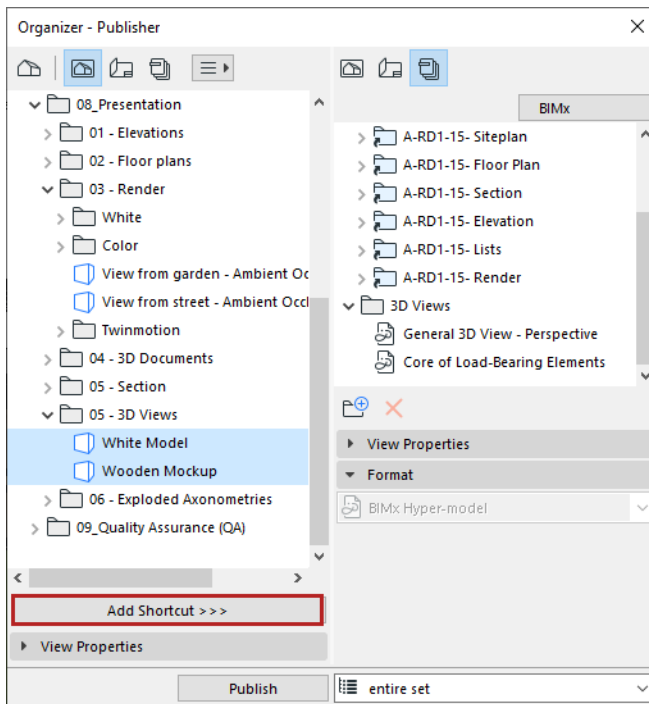 Organizer - Publisher
08_Presentation
01 - Elevations
02 - Floor plans
03 - Render
White
Color
View from garden - Ambient Oc
View from street - Ambient Occl
Twinmotion
04 - 3D Documents
05 - Section
05 - 3D Views
White Model
Wooden Mockup
06 - Exploded Axonometries
09_Quality Assurance (QA)
Add Shortcut >>>
View Properties
BIMx
A-RD1-15- Siteplan
A-RD1-15- Floor Plan
A-RD1-15- Section
A-RD1-15- Elevation
A-RD1-15- Lists
A-RD1-15- Render
3D Views
General 3D View - Perspective
Core of Load-Bearing Elements
View Properties
Format
BIMx Hyper-model
Publish
entire set